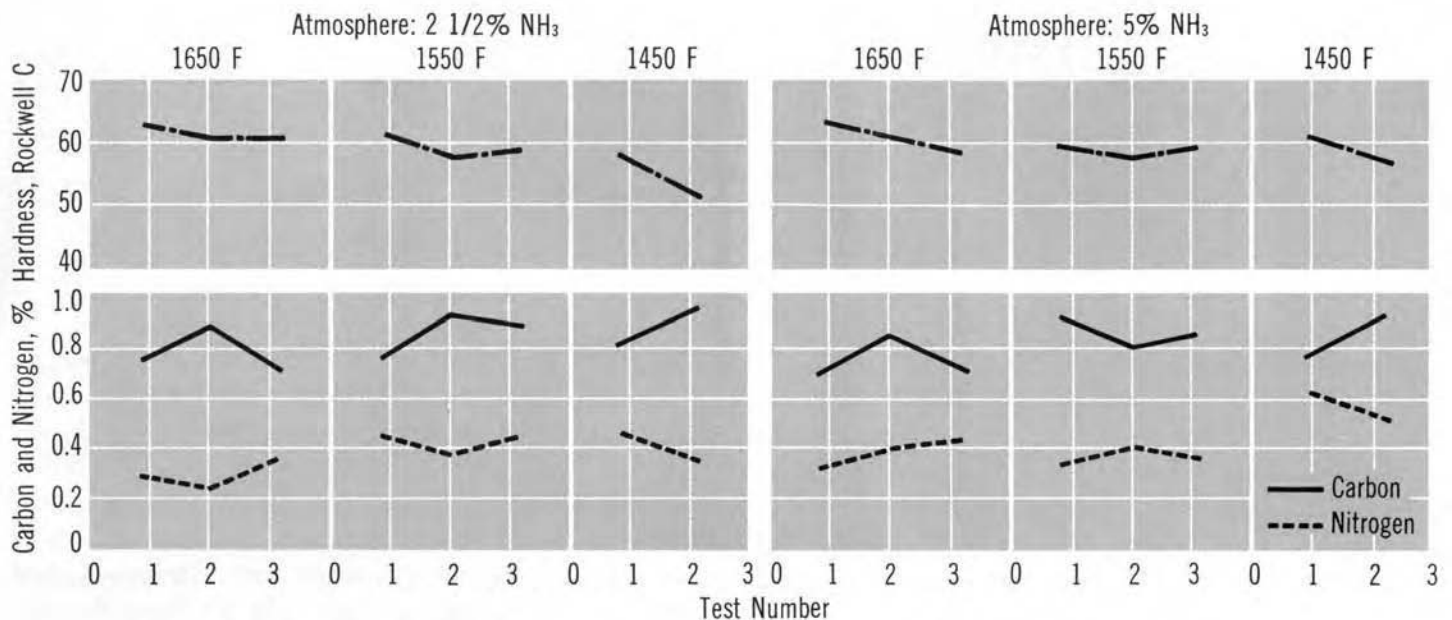 Atmosphere: 2 1/2% NH₃
Atmosphere: 5% NH₃
1650 F 1550 F 1450 F
1650 F 1550 F 1450 F
Hardness, Rockwell C
70
60
50
40
Carbon and Nitrogen, %
1.0
0.8
0.6
0.4
0.2
0
Carbon
Nitrogen
0 1 2 3 0 1 2 3 0 1 2 3
0 1 2 3 0 1 2 3 0 1 2 3
Test Number